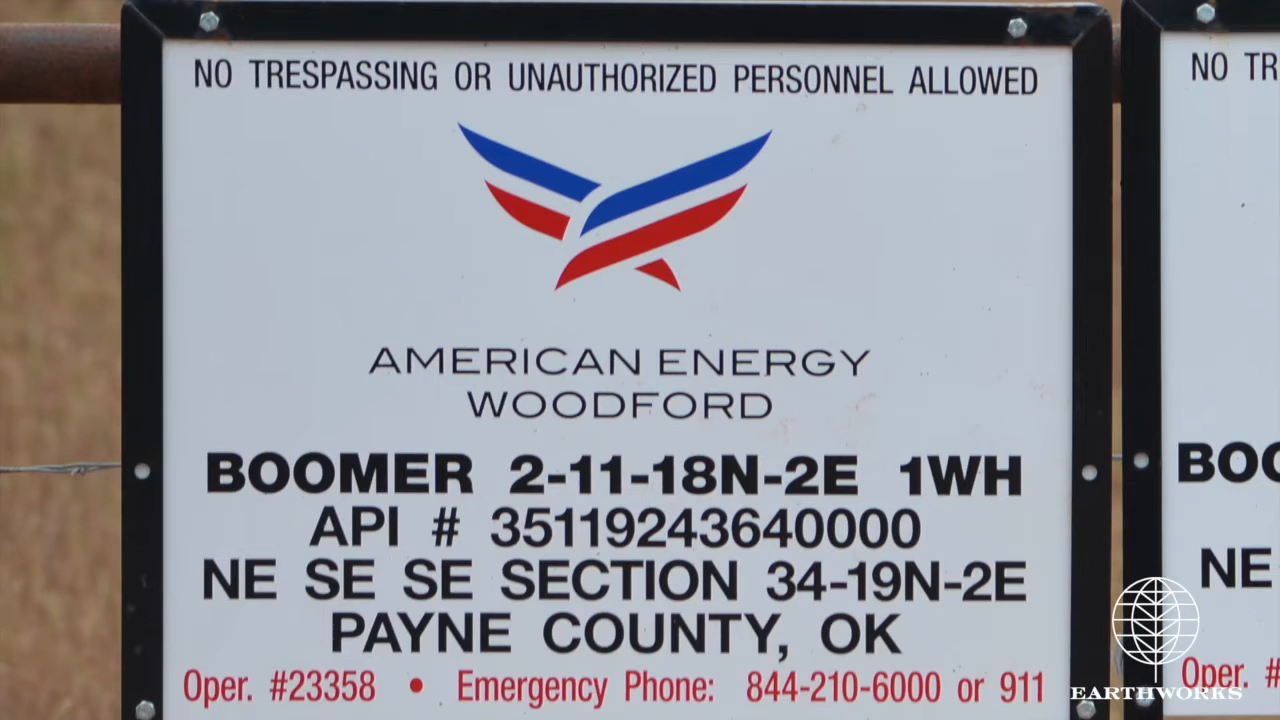 NO TRESPASSING OR UNAUTHORIZED PERSONNEL ALLOWED
AMERICAN ENERGY
WOODFORD
BOOMER 2-11-18N-2E 1WH
API # 35119243640000
NE SE SE SECTION 34-19N-2E
PAYNE COUNTY, OK
Oper. #23358 • Emergency Phone: 844-210-6000 or 911
NO
NE
Oper. #
EARTHWORKS